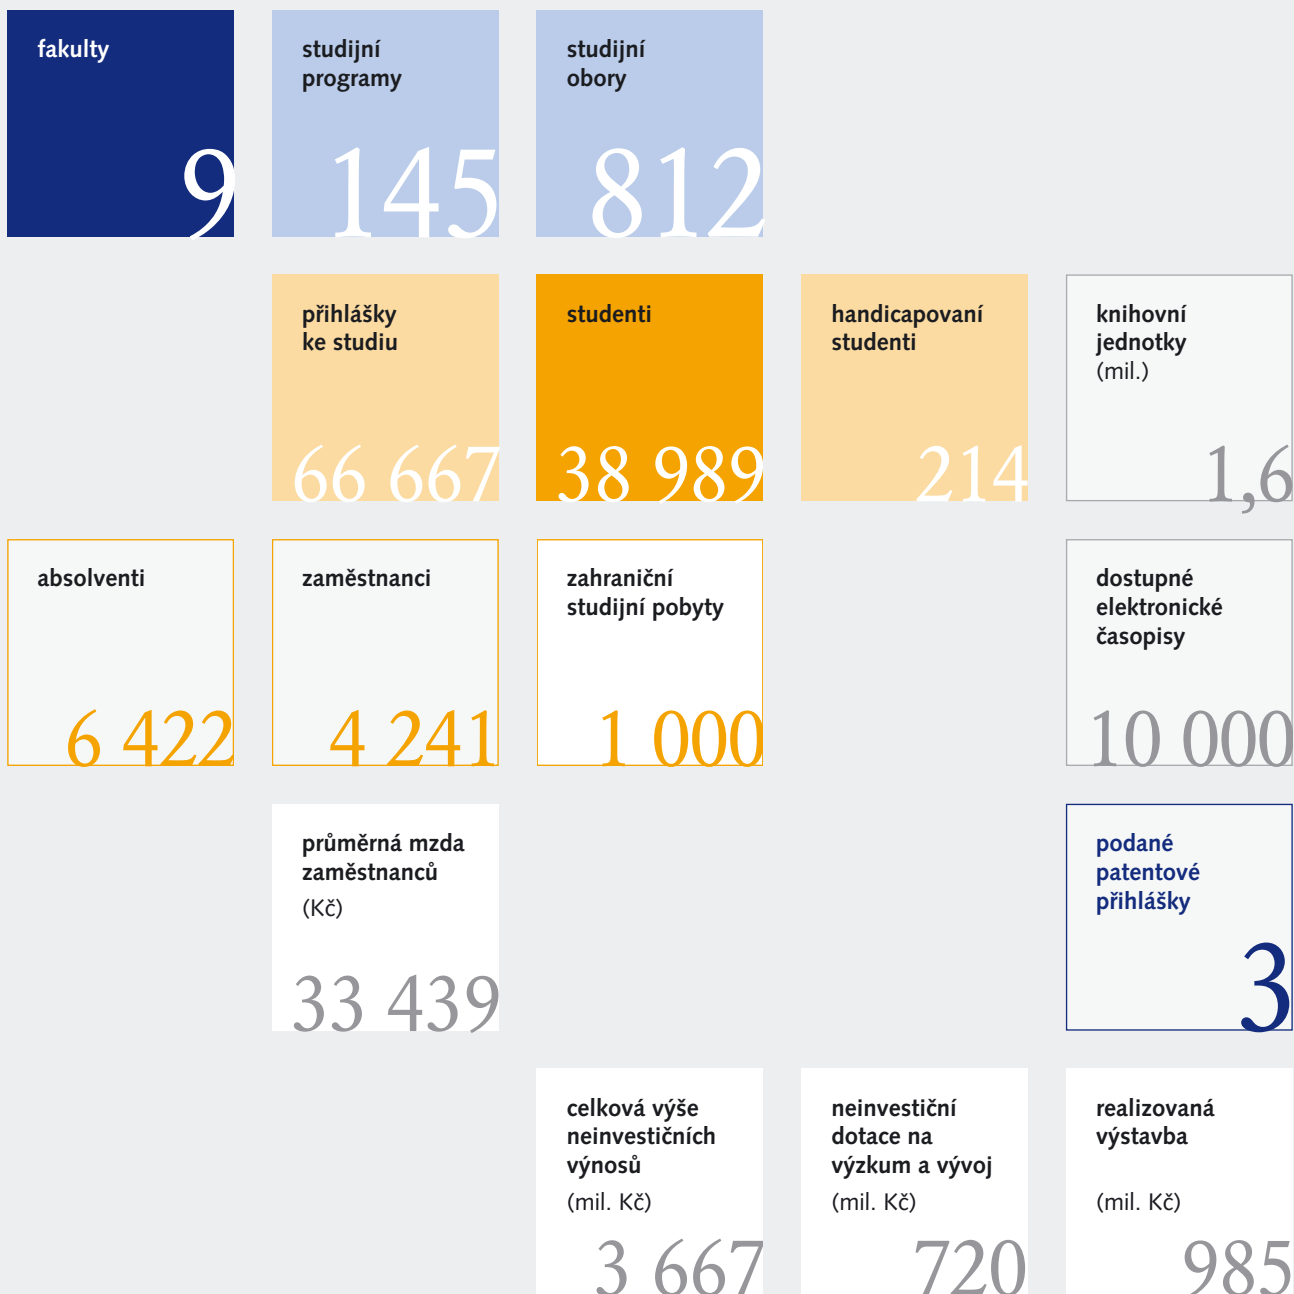 fakulty
9
studijní
programy
145
studijní
obory
812
přihlášky
ke studiu
66 667
studenti
38 989
handicapovaní
studenti
214
knihovní
jednotky
(mil.)
1,6
absolventi
6 422
zaměstnanci
4 241
zahraniční
studijní pobyty
1 000
dostupné
elektronické
časopisy
10 000
průměrná mzda
zaměstnanců
(Kč)
33 439
podané
patentové
přihlášky
3
celková výše
neinvestičních
výnosů
(mil. Kč)
3 667
neinvestiční
dotace na
výzkum a vývoj
(mil. Kč)
720
realizovaná
výstavba
(mil. Kč)
985